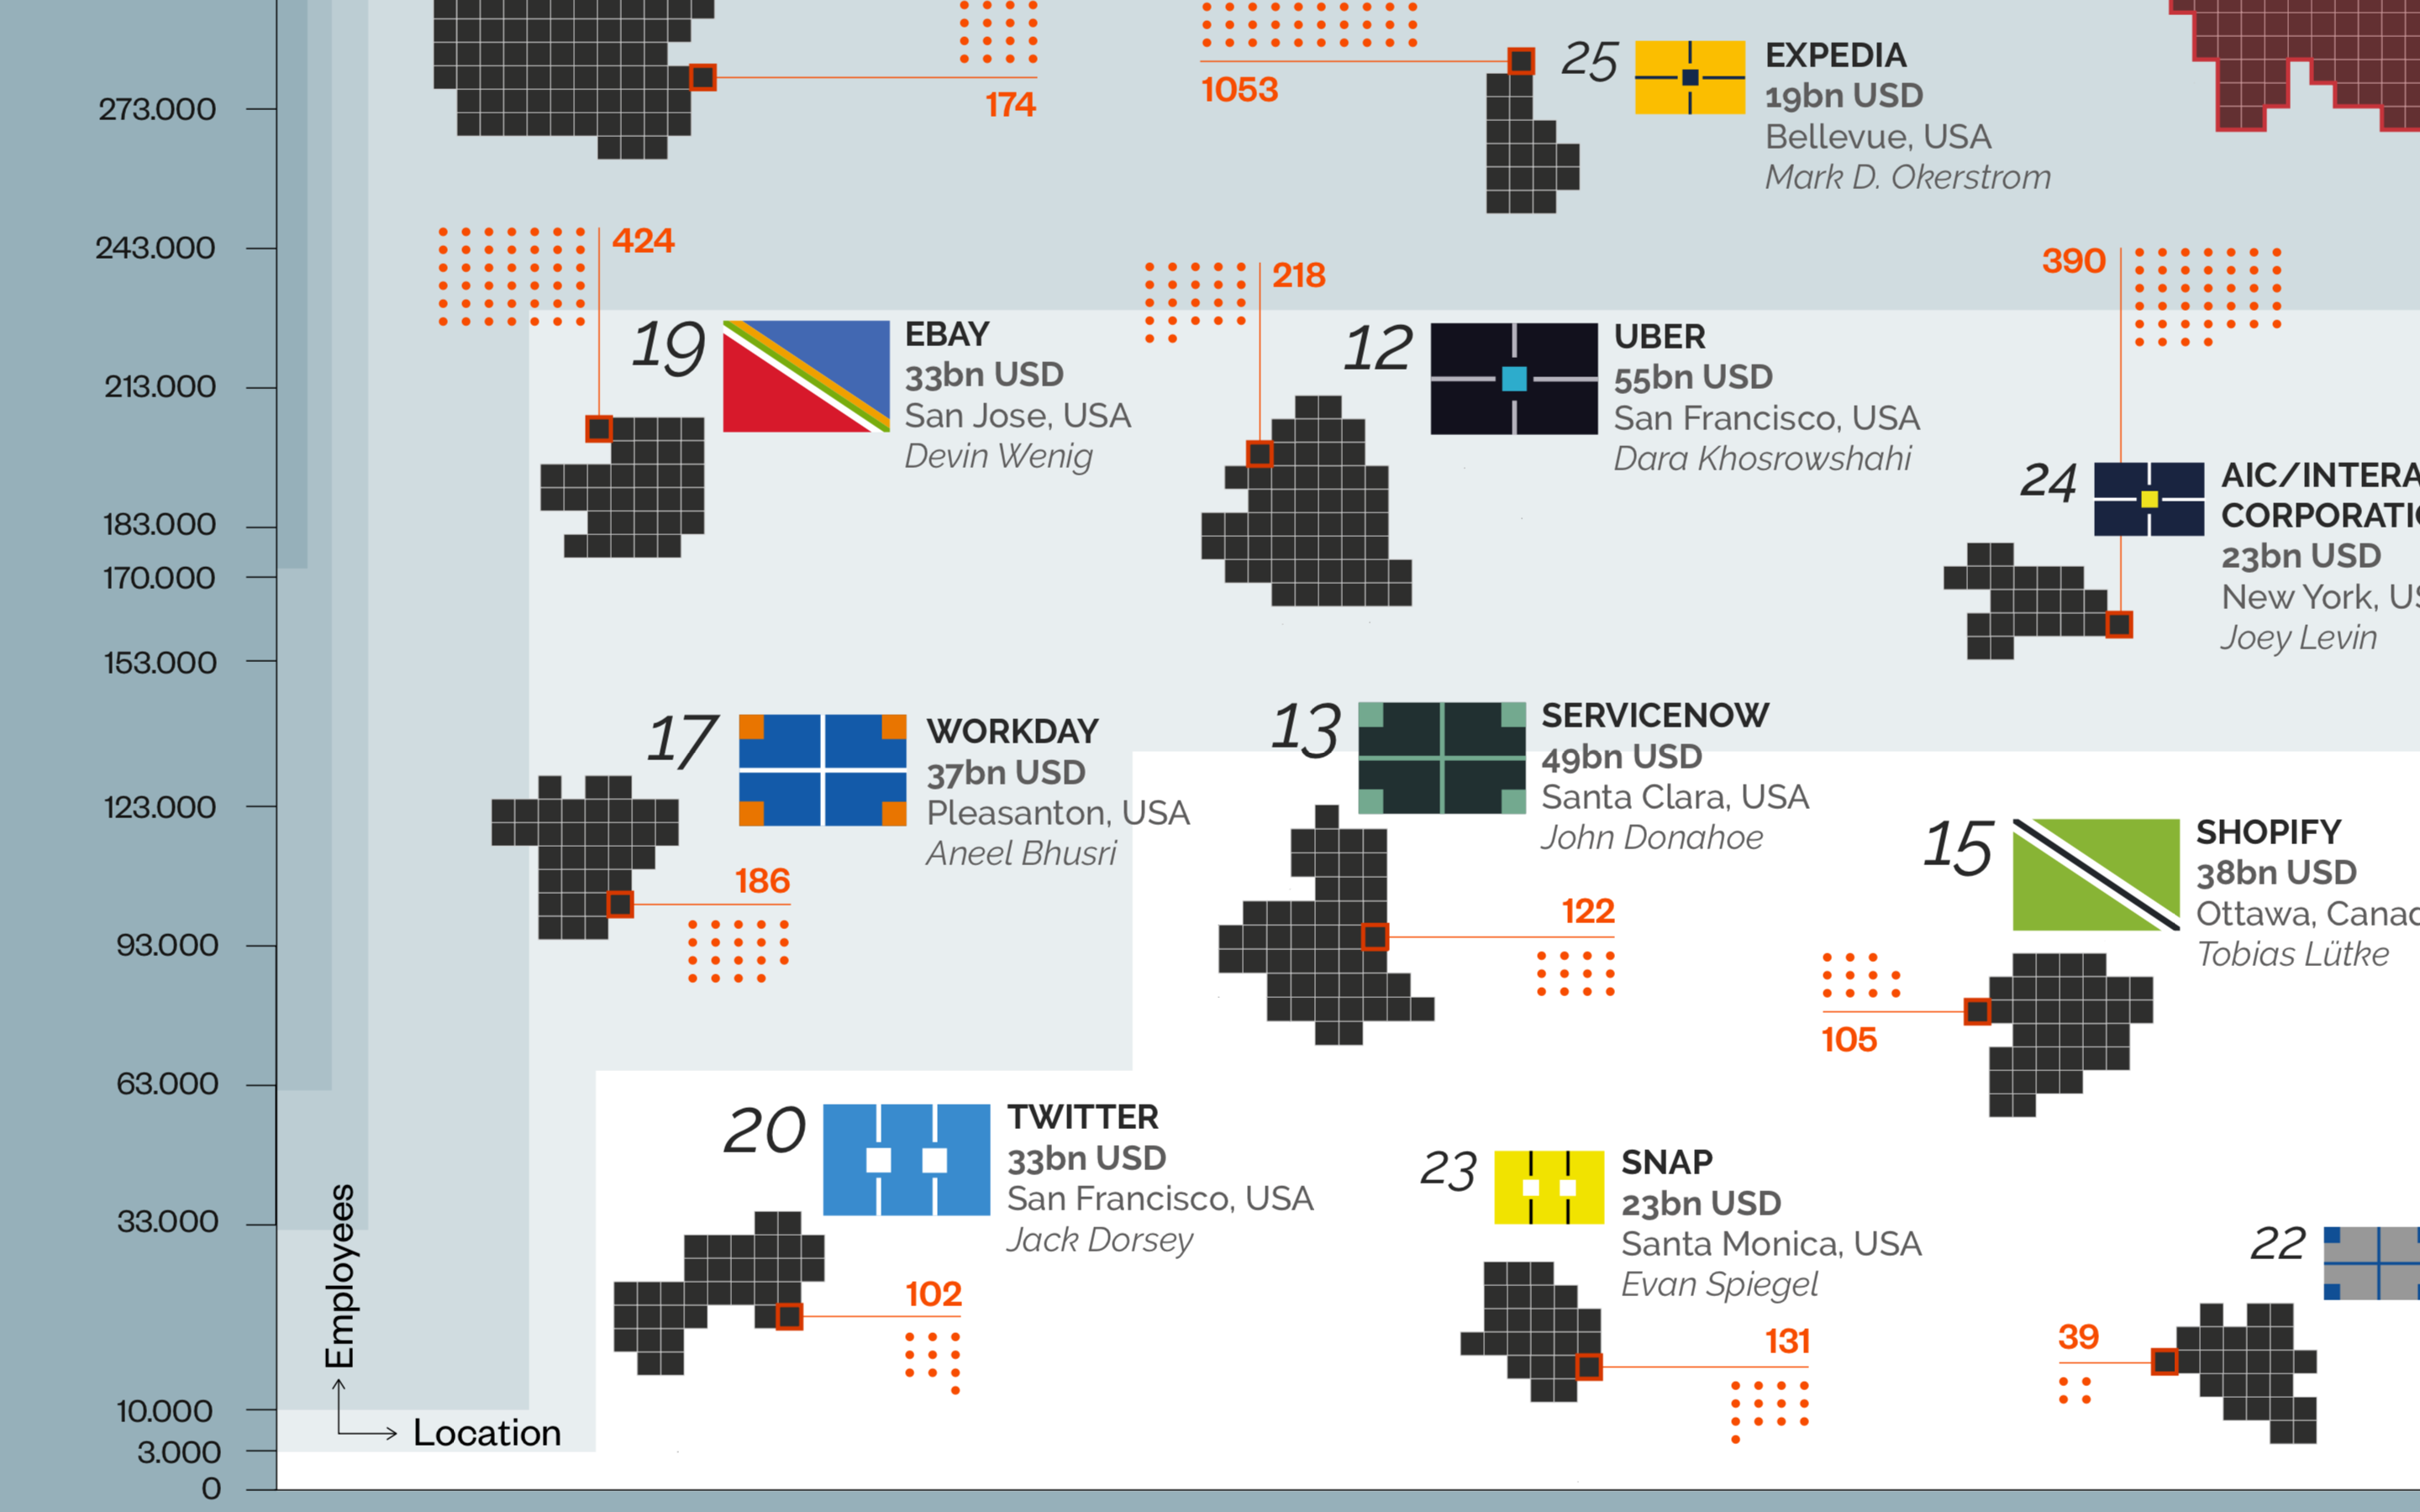 273.000
243.000
213.000
183.000
170.000
153.000
123.000
93.000
63.000
33.000
10.000
3.000
0
Employees
Location
174
1053
25
EXPEDIA
19bn USD
Bellevue, USA
Mark D. Okerstrom
424
19
EBAY
33bn USD
San Jose, USA
Devin Wenig
218
12
UBER
55bn USD
San Francisco, USA
Dara Khosrowshahi
390
24
AIC/INTERA
CORPORATI
23bn USD
New York, US
Joey Levin
17
WORKDAY
37bn USD
Pleasanton, USA
Aneel Bhusri
186
13
SERVICENOW
49bn USD
Santa Clara, USA
John Donahoe
122
15
SHOPIFY
38bn USD
Ottawa, Canad
Tobias Lütke
105
20
TWITTER
33bn USD
San Francisco, USA
Jack Dorsey
102
23
SNAP
23bn USD
Santa Monica, USA
Evan Spiegel
131
22
39